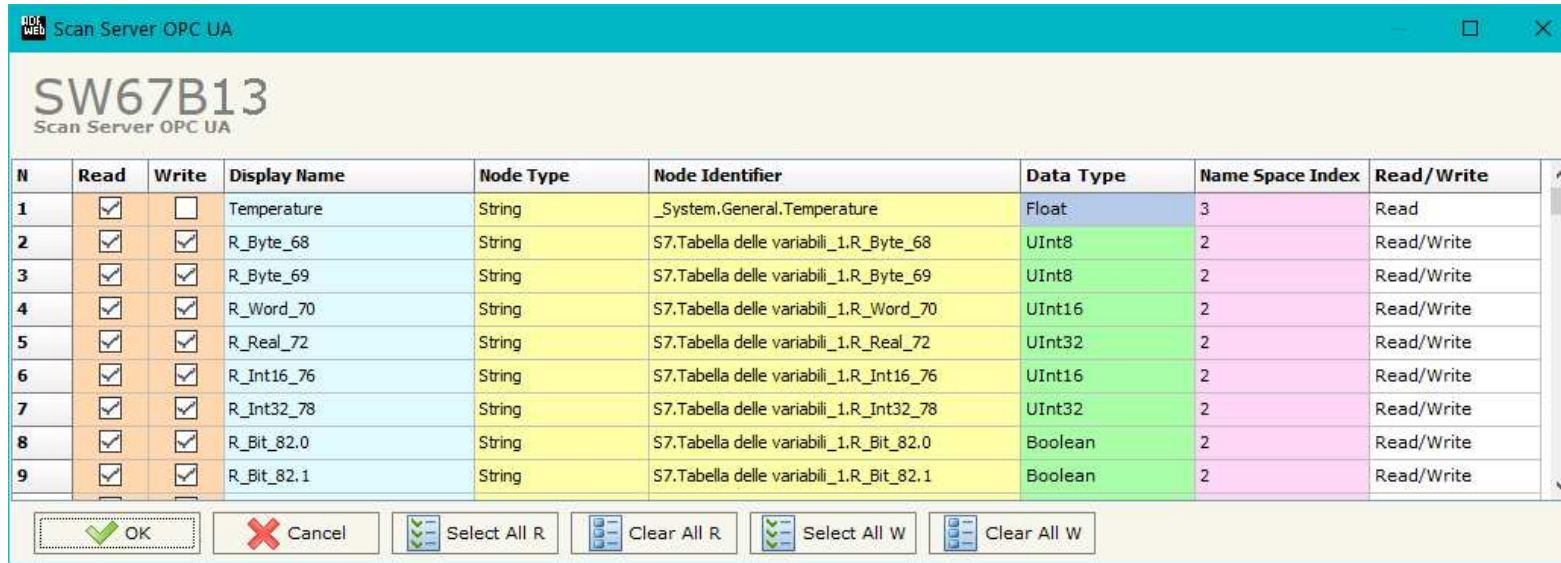 ADF
WEB
Scan Server OPC UA
SW67B13
Scan Server OPC UA
N Read Write Display Name Node Type Node Identifier Data Type Name Space Index Read/Write
1 Temperature String _System.General.Temperature Float 3 Read
2 R_Byte_68 String S7.Tabella delle variabili_1.R_Byte_68 UInt8 2 Read/Write
3 R_Byte_69 String S7.Tabella delle variabili_1.R_Byte_69 UInt8 2 Read/Write
4 R_Word_70 String S7.Tabella delle variabili_1.R_Word_70 UInt16 2 Read/Write
5 R_Real_72 String S7.Tabella delle variabili_1.R_Real_72 UInt32 2 Read/Write
6 R_Int16_76 String S7.Tabella delle variabili_1.R_Int16_76 UInt16 2 Read/Write
7 R_Int32_78 String S7.Tabella delle variabili_1.R_Int32_78 UInt32 2 Read/Write
8 R_Bit_82.0 String S7.Tabella delle variabili_1.R_Bit_82.0 Boolean 2 Read/Write
9 R_Bit_82.1 String S7.Tabella delle variabili_1.R_Bit_82.1 Boolean 2 Read/Write
OK Cancel Select All R Clear All R Select All W Clear All W